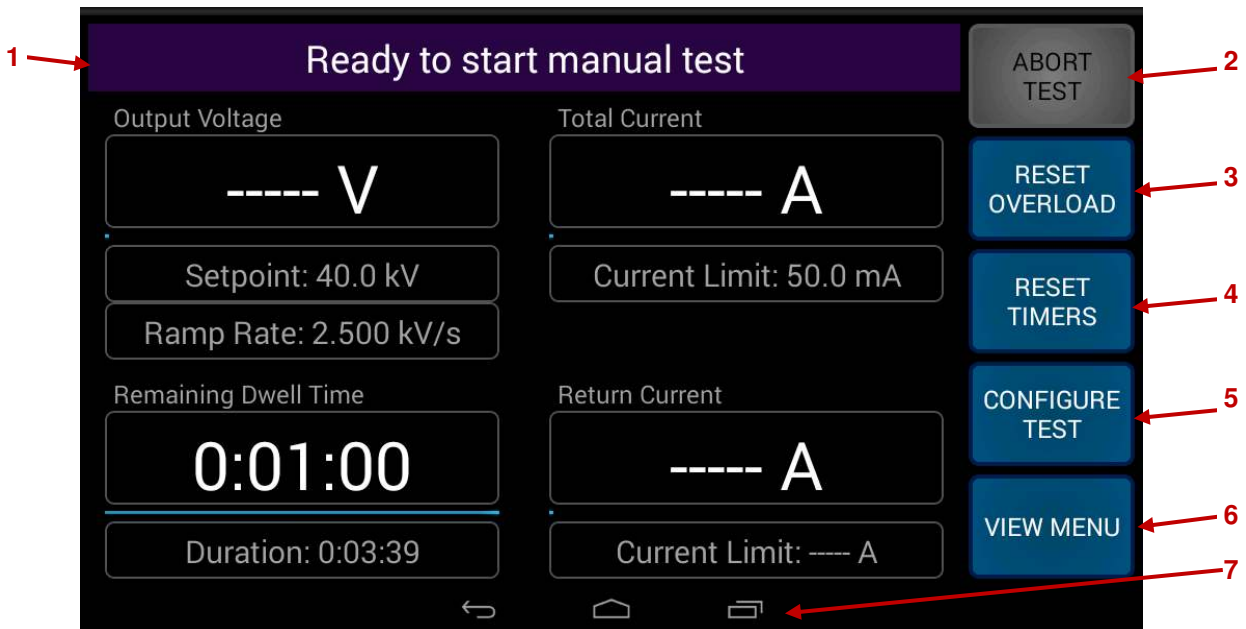 1
Ready to start manual test
ABORT
TEST
2
Output Voltage
Total Current
----- V
----- A
RESET
OVERLOAD
3
Setpoint: 40.0 kV
Current Limit: 50.0 mA
Ramp Rate: 2.500 kV/s
RESET
TIMERS
4
Remaining Dwell Time
Return Current
CONFIGURE
TEST
5
0:01:00
----- A
Duration: 0:03:39
Current Limit: ----- A
VIEW MENU
6
7